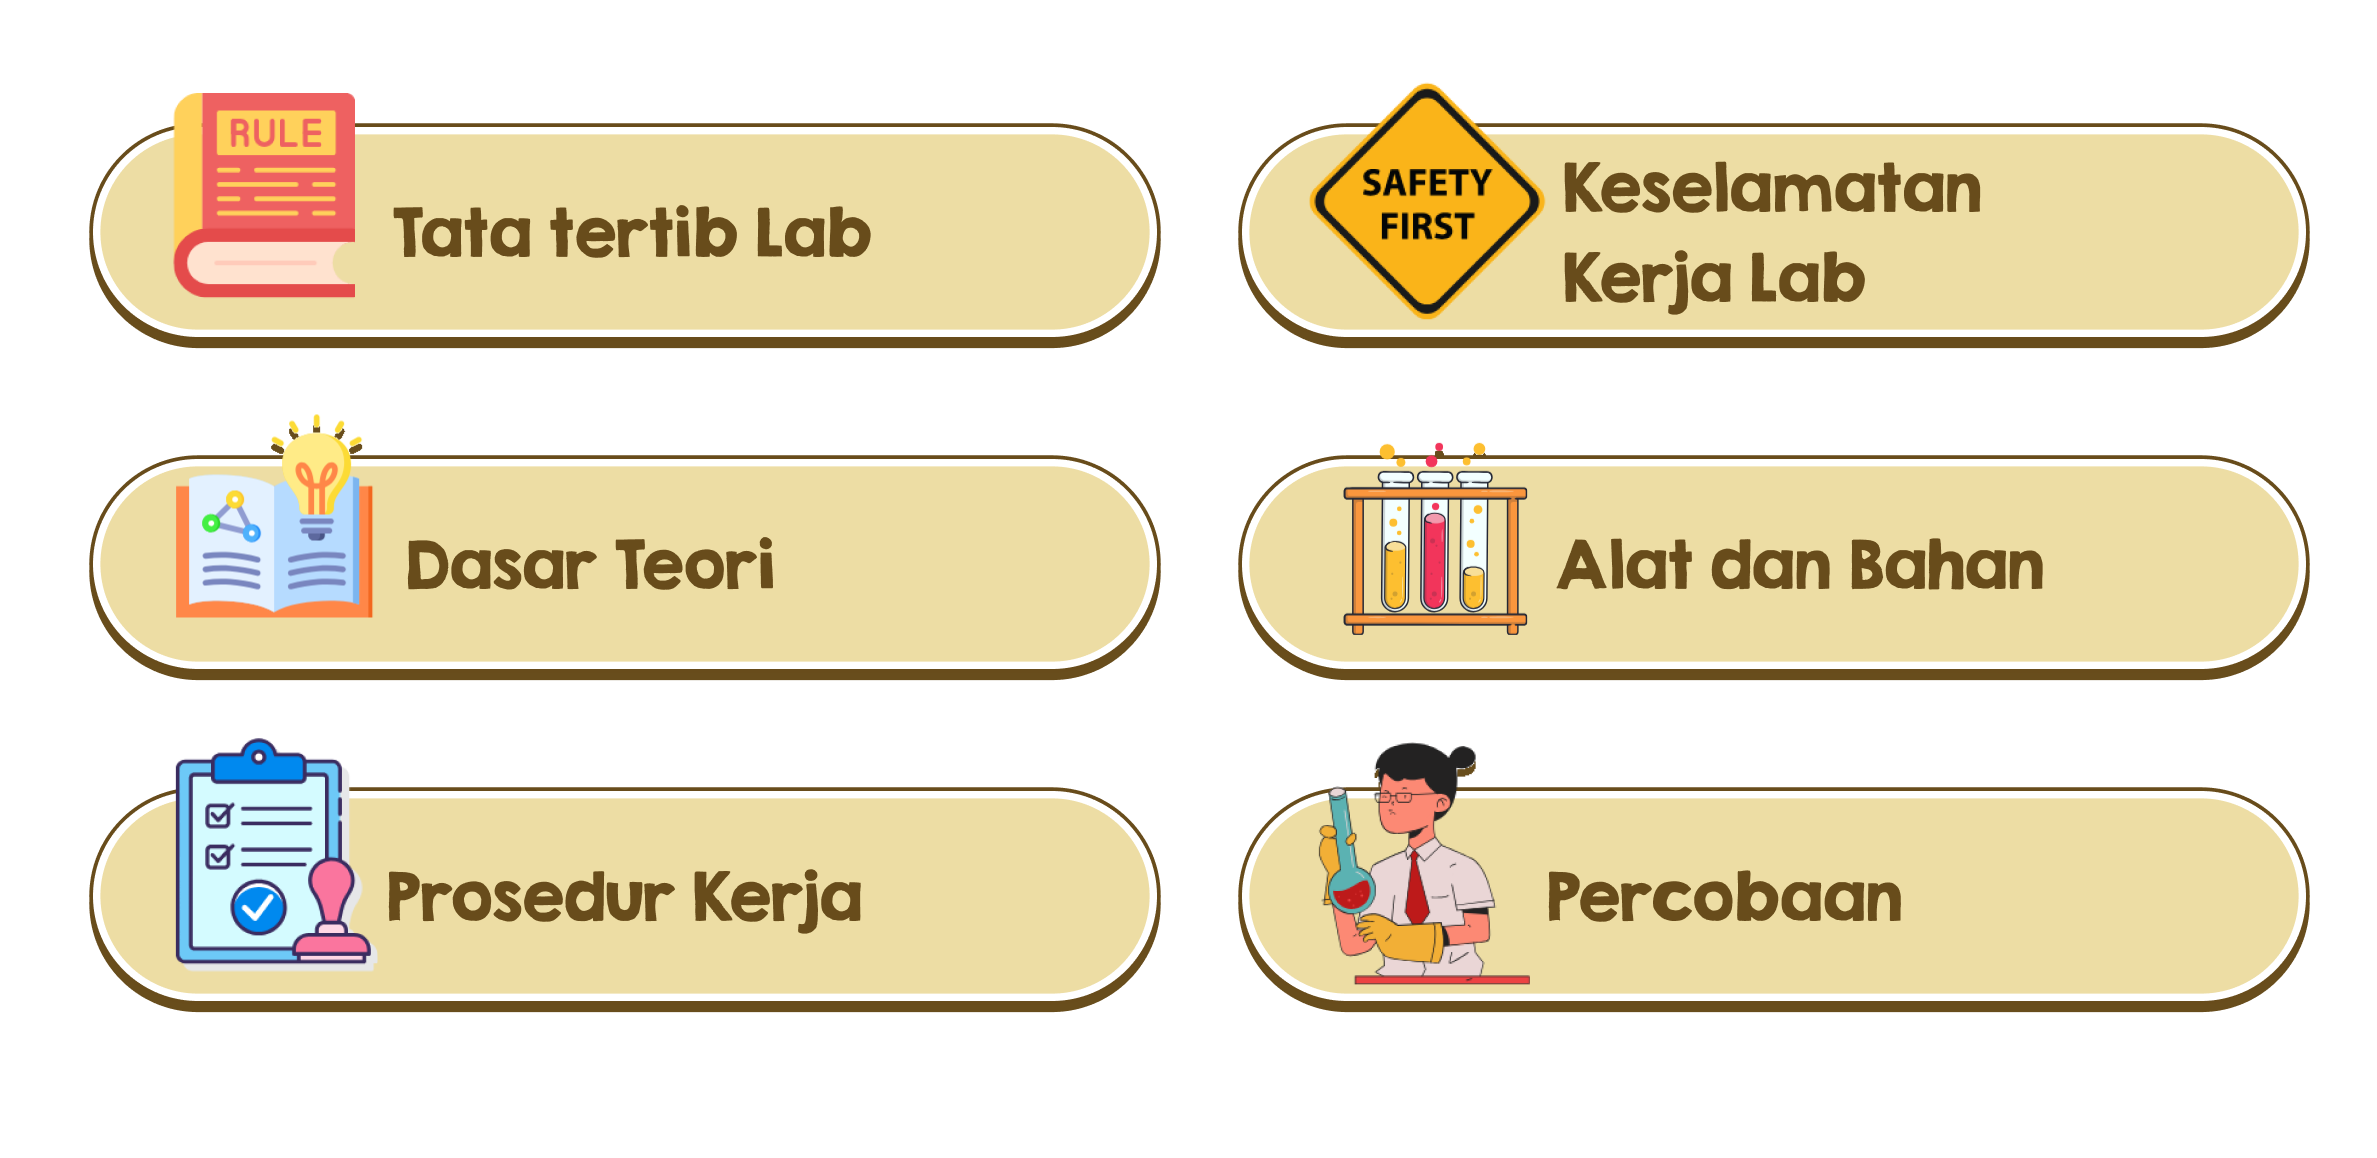 RULE
Tata tertib Lab
SAFETY
FIRST
Keselamatan
Kerja Lab
Dasar Teori
Alat dan Bahan
Prosedur Kerja
Percobaan